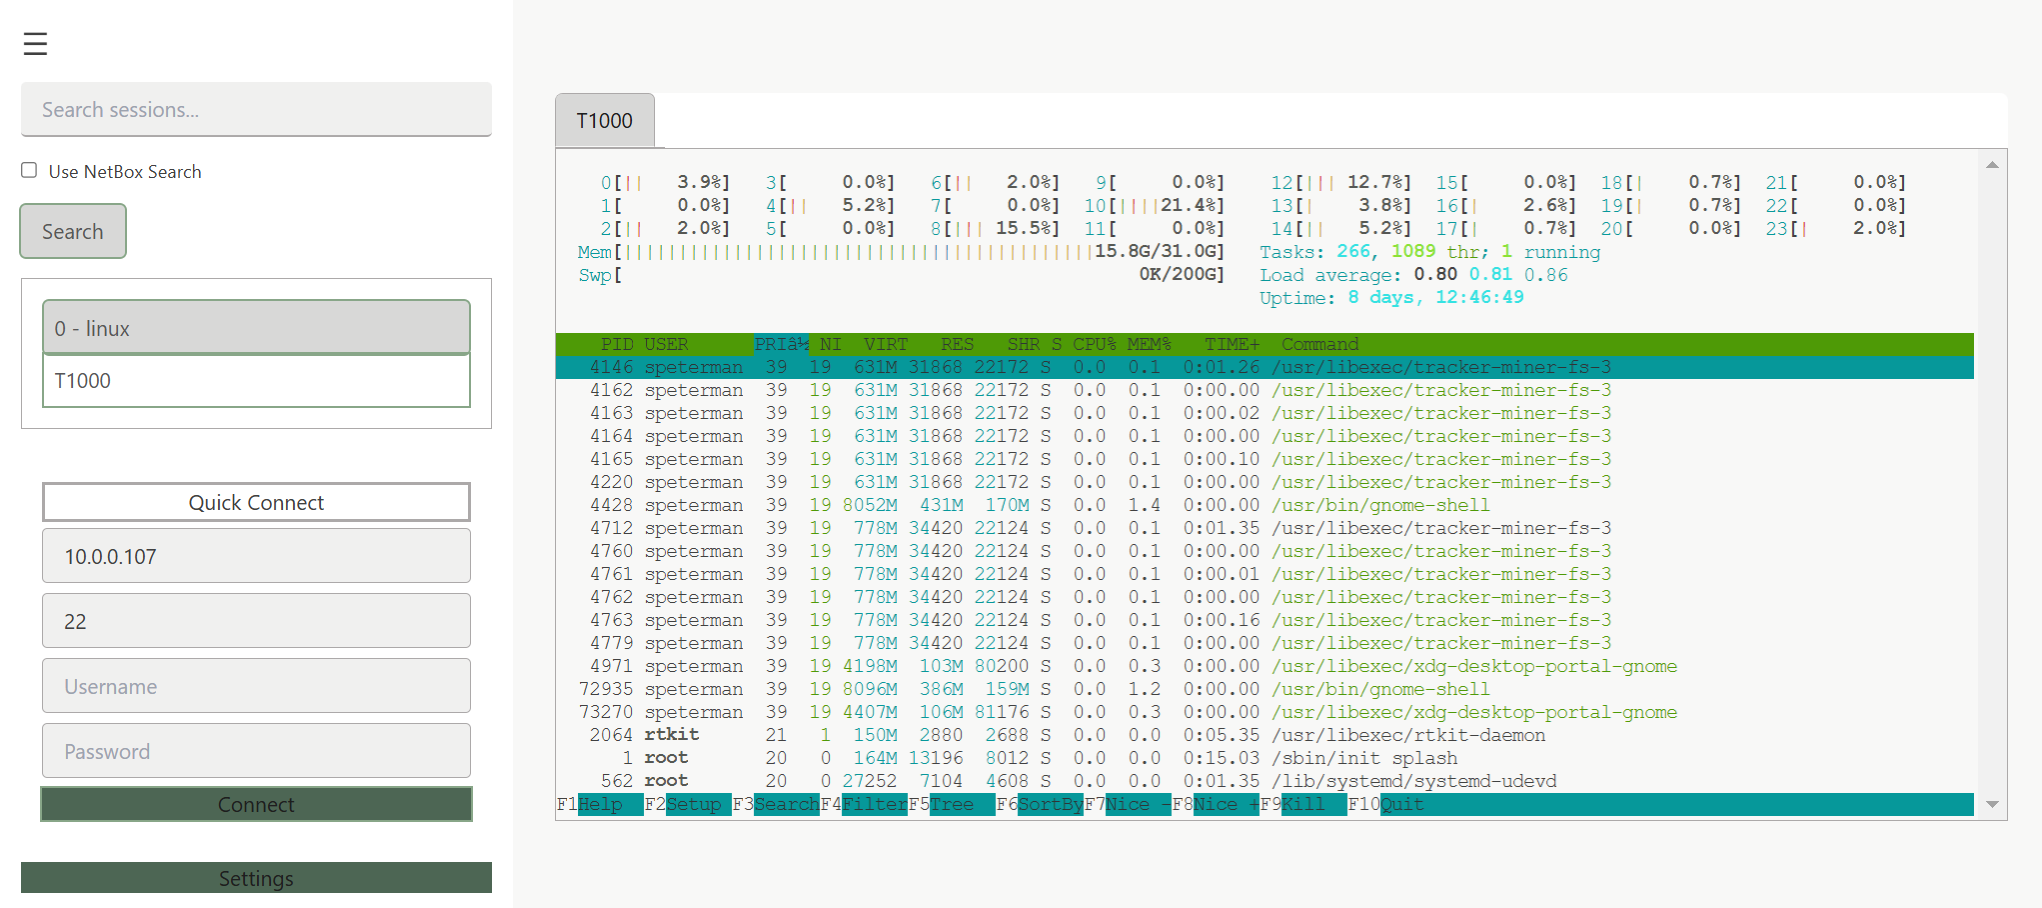 ☰
Search sessions...
Use NetBox Search
Search
0 - linux
T1000
Quick Connect
10.0.0.107
22
Username
Password
Connect
Settings
T1000
0[|| 3.9%] 3[ 0.0%] 6[|| 2.0%] 9[ 0.0%] 12[||| 12.7%] 15[ 0.0%] 18[| 0.7%] 21[ 0.0%]
1[ 0.0%] 4[|| 5.2%] 7[ 0.0%] 10[||||21.4%] 13[| 3.8%] 16[| 2.6%] 19[| 0.7%] 22[ 0.0%]
2[|| 2.0%] 5[ 0.0%] 8[||| 15.5%] 11[ 0.0%] 14[|| 5.2%] 17[| 0.7%] 20[ 0.0%] 23[| 2.0%]
Mem[|||||||||||||||||||||||||||||||||||||||||||15.8G/31.0G] Tasks: 266, 1089 thr; 1 running
Swp[ 0K/200G] Load average: 0.80 0.81 0.86
Uptime: 8 days, 12:46:49
PID USER PRIâ½ NI VIRT RES SHR S CPU% MEM% TIME+ Command
4146 speterman 39 19 631M 31868 22172 S 0.0 0.1 0:01.26 /usr/libexec/tracker-miner-fs-3
4162 speterman 39 19 631M 31868 22172 S 0.0 0.1 0:00.00 /usr/libexec/tracker-miner-fs-3
4163 speterman 39 19 631M 31868 22172 S 0.0 0.1 0:00.02 /usr/libexec/tracker-miner-fs-3
4164 speterman 39 19 631M 31868 22172 S 0.0 0.1 0:00.00 /usr/libexec/tracker-miner-fs-3
4165 speterman 39 19 631M 31868 22172 S 0.0 0.1 0:00.10 /usr/libexec/tracker-miner-fs-3
4220 speterman 39 19 631M 31868 22172 S 0.0 0.1 0:00.00 /usr/libexec/tracker-miner-fs-3
4428 speterman 39 19 8052M 431M 170M S 0.0 1.4 0:00.00 /usr/bin/gnome-shell
4712 speterman 39 19 778M 34420 22124 S 0.0 0.1 0:01.35 /usr/libexec/tracker-miner-fs-3
4760 speterman 39 19 778M 34420 22124 S 0.0 0.1 0:00.00 /usr/libexec/tracker-miner-fs-3
4761 speterman 39 19 778M 34420 22124 S 0.0 0.1 0:00.01 /usr/libexec/tracker-miner-fs-3
4762 speterman 39 19 778M 34420 22124 S 0.0 0.1 0:00.00 /usr/libexec/tracker-miner-fs-3
4763 speterman 39 19 778M 34420 22124 S 0.0 0.1 0:00.16 /usr/libexec/tracker-miner-fs-3
4779 speterman 39 19 778M 34420 22124 S 0.0 0.1 0:00.00 /usr/libexec/tracker-miner-fs-3
4971 speterman 39 19 4198M 103M 80200 S 0.0 0.3 0:00.00 /usr/libexec/xdg-desktop-portal-gnome
72935 speterman 39 19 8096M 386M 159M S 0.0 1.2 0:00.00 /usr/bin/gnome-shell
73270 speterman 39 19 4407M 106M 81176 S 0.0 0.3 0:00.00 /usr/libexec/xdg-desktop-portal-gnome
2064 rtkit 21 1 150M 2880 2688 S 0.0 0.0 0:05.35 /usr/libexec/rtkit-daemon
1 root 20 0 164M 13196 8012 S 0.0 0.0 0:15.03 /sbin/init splash
562 root 20 0 27252 7104 4608 S 0.0 0.0 0:01.35 /lib/systemd/systemd-udevd
F1Help F2Setup F3SearchF4FilterF5Tree F6SortByF7Nice -F8Nice +F9Kill F10Quit